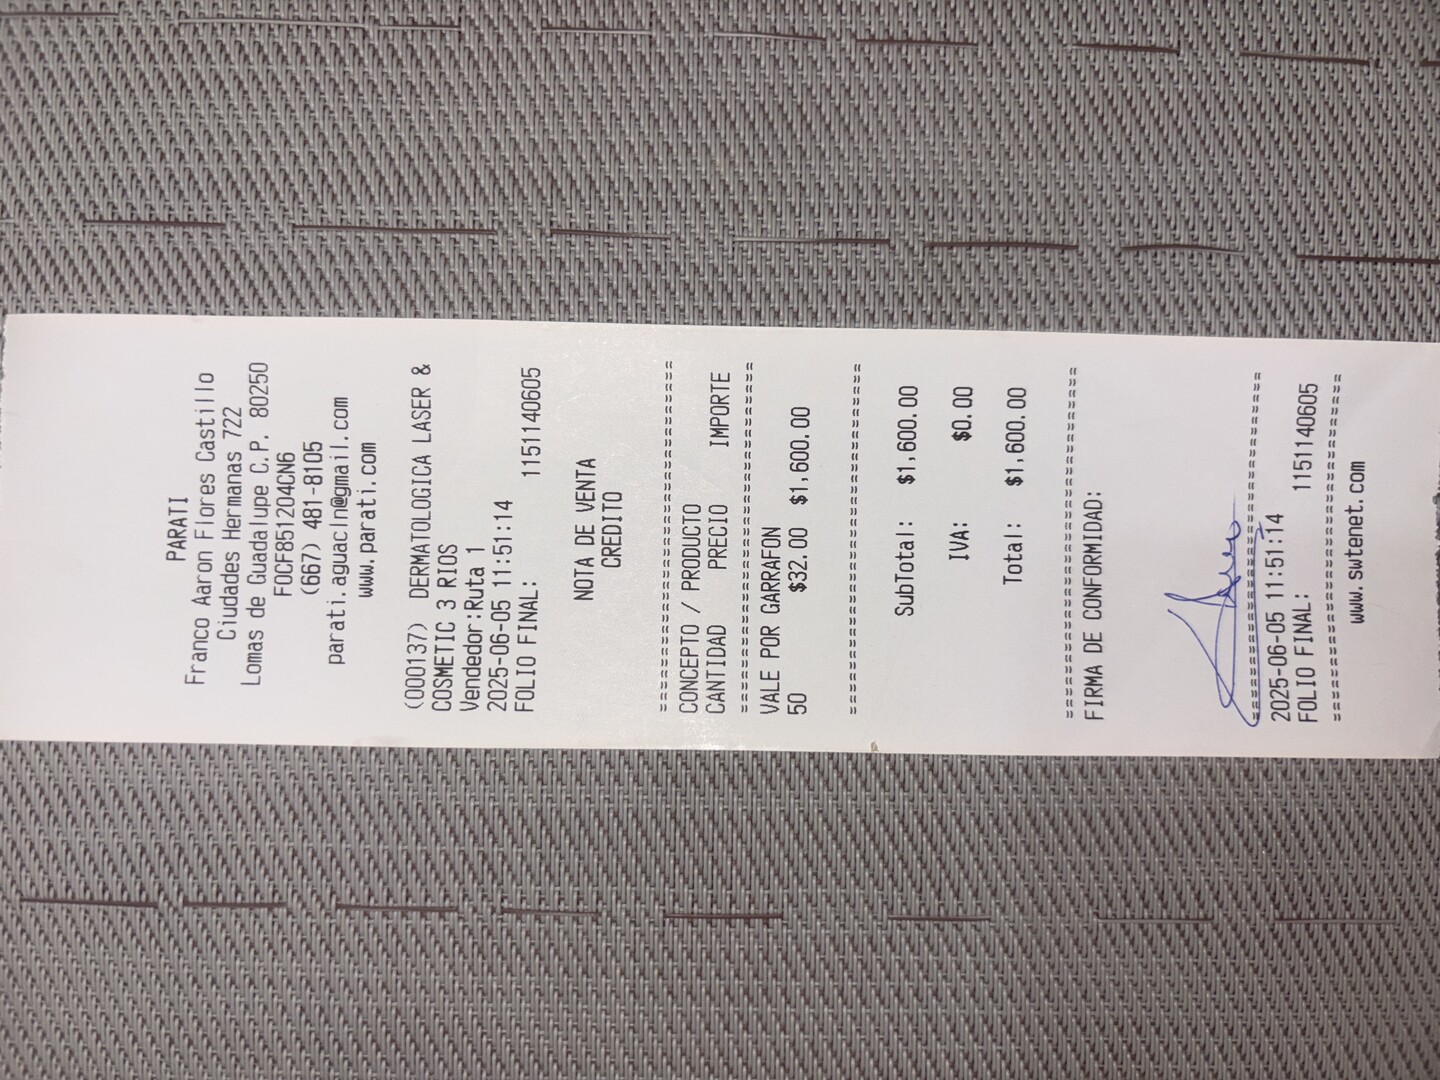 PARATI
Franco Aaron Flores Castillo
Ciudades Hermanas 722
Lomas de Guadalupe C.P. 80250
FOCF851204CN6
(667) 481-8105
parati.aguacln@gmail.com
www.parati.com
(000137) DERMATOLOGICA LASER &
COSMETIC 3 RIOS
Vendedor:Ruta 1
2025-06-05 11:51:14
FOLIO FINAL: 1151140605
NOTA DE VENTA
CREDITO
================================
CONCEPTO / PRODUCTO
CANTIDAD PRECIO IMPORTE
================================
VALE POR GARRAFON
50 $32.00 $1,600.00
================================
SubTotal: $1,600.00
IVA: $0.00
Total: $1,600.00
================================
FIRMA DE CONFORMIDAD:
================================
2025-06-05 11:51:14
FOLIO FINAL: 1151140605
================================
www.swtenet.com